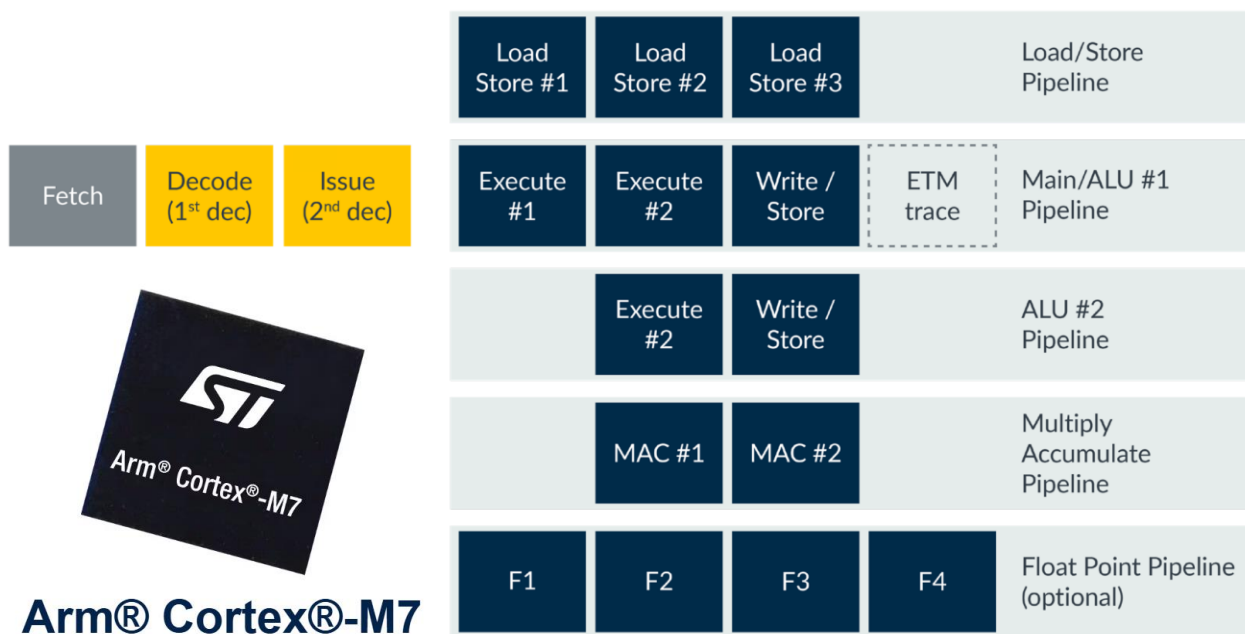 Load
Store #1
Load
Store #2
Load
Store #3
Load/Store
Pipeline
Fetch
Decode
(1st dec)
Issue
(2nd dec)
Execute
#1
Execute
#2
Write /
Store
ETM
trace
Main/ALU #1
Pipeline
Execute
#2
Write /
Store
ALU #2
Pipeline
ST
Arm® Cortex®-M7
MAC #1
MAC #2
Multiply
Accumulate
Pipeline
F1
F2
F3
F4
Float Point Pipeline
(optional)
Arm® Cortex®-M7